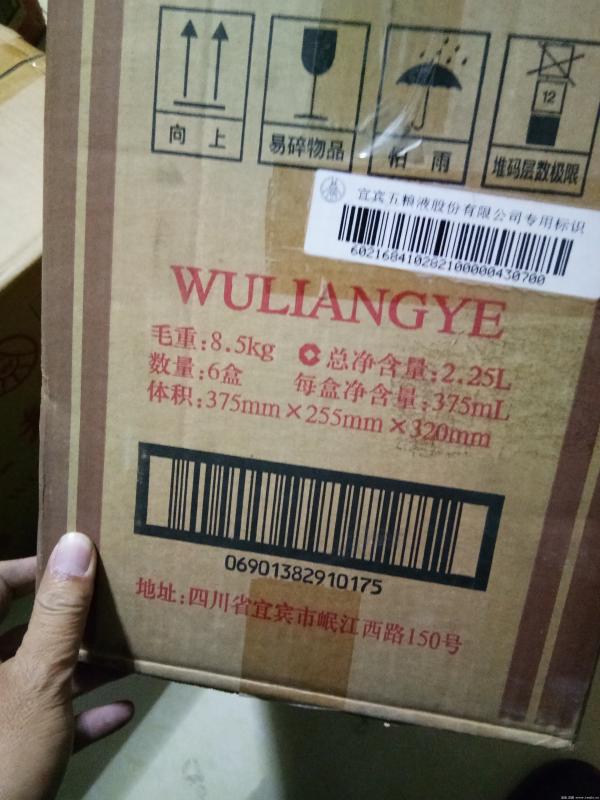 向 上
易碎物品
怕 雨
12
堆码层数极限
宜宾五粮液股份有限公司专用标识
602168410282100000430700
WULIANGYE
毛重:8.5kg 总净含量:2.25L
数量:6盒 每盒净含量:375mL
体积:375mm×255mm×320mm
06901382910175
地址:四川省宜宾市岷江西路150号